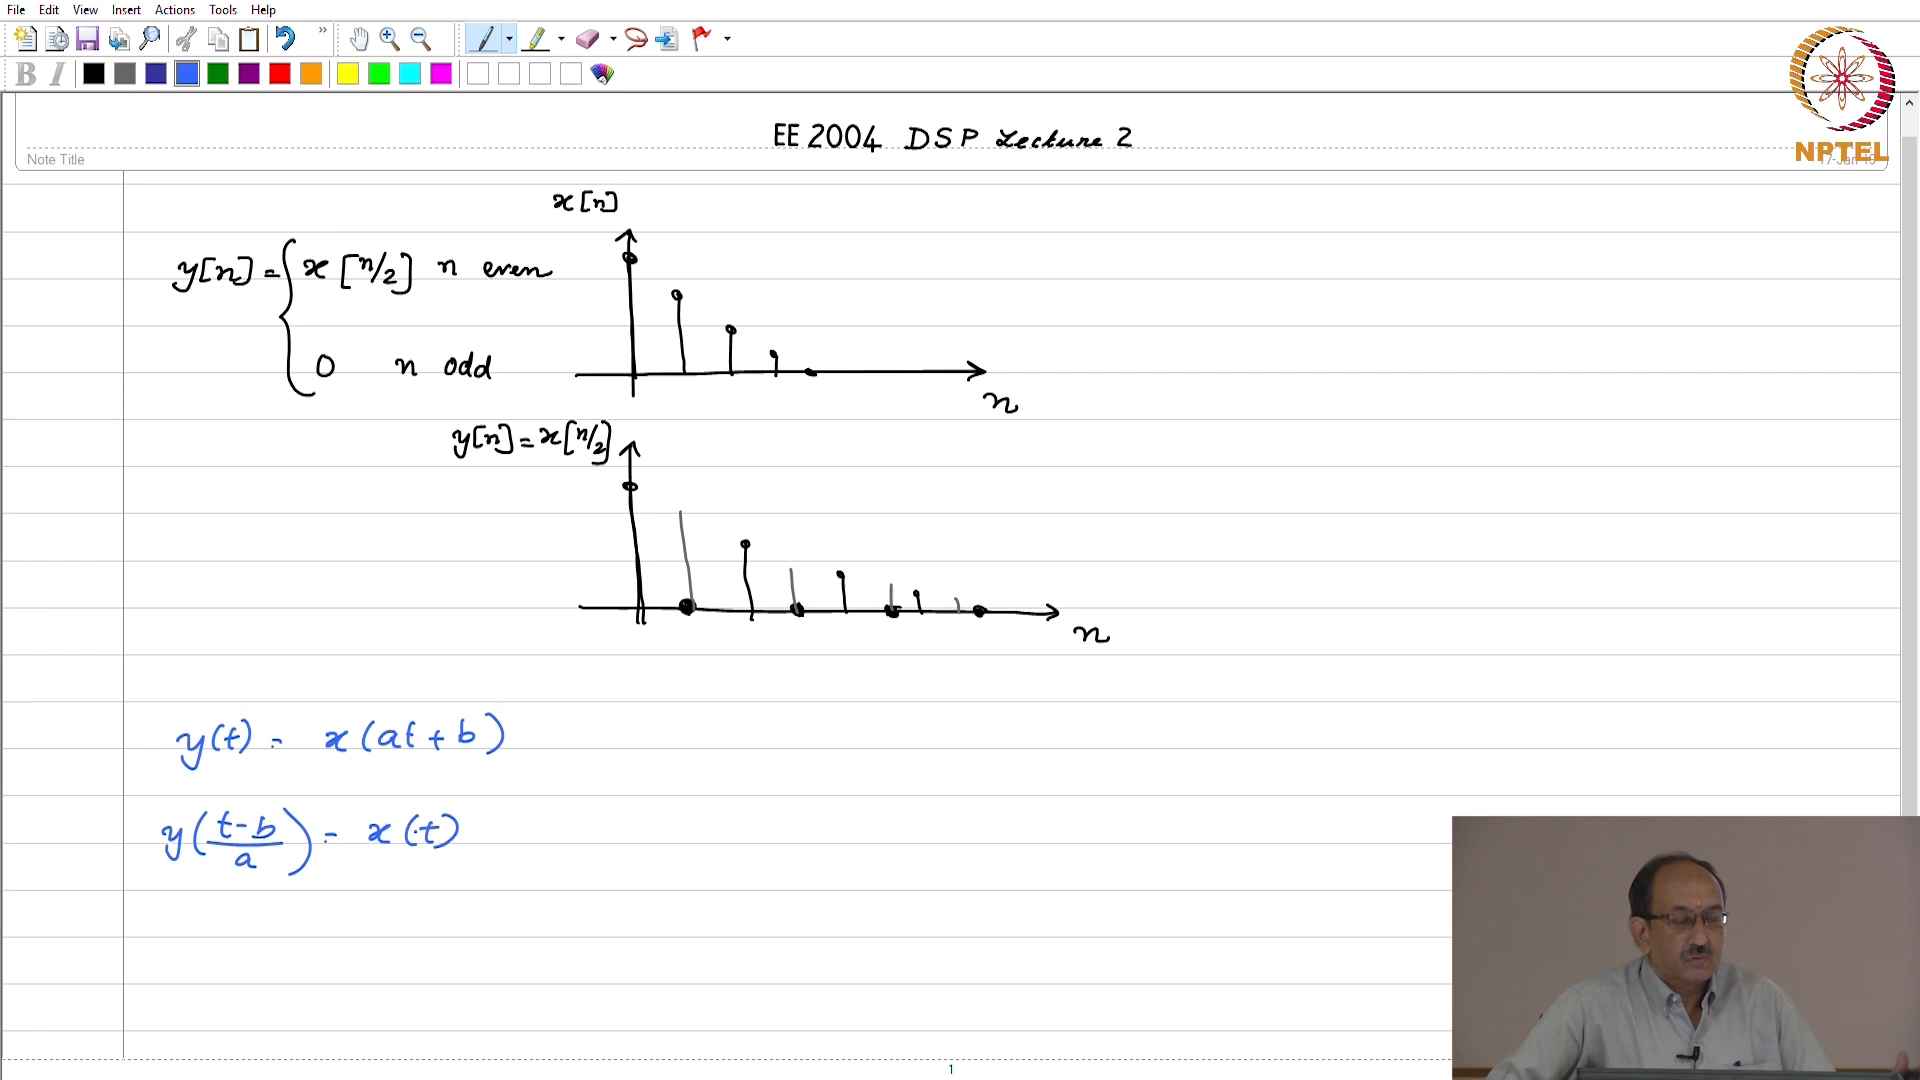 File Edit View Insert Actions Tools Help
EE 2004 DSP Lecture 2
Note Title
NPTEL
x[n]
y[n] = { x[n/2] n even
0 n odd
n
y[n] = x[n/2]
n
y(t) = x(at + b)
y((t-b)/a) = x(t)
1